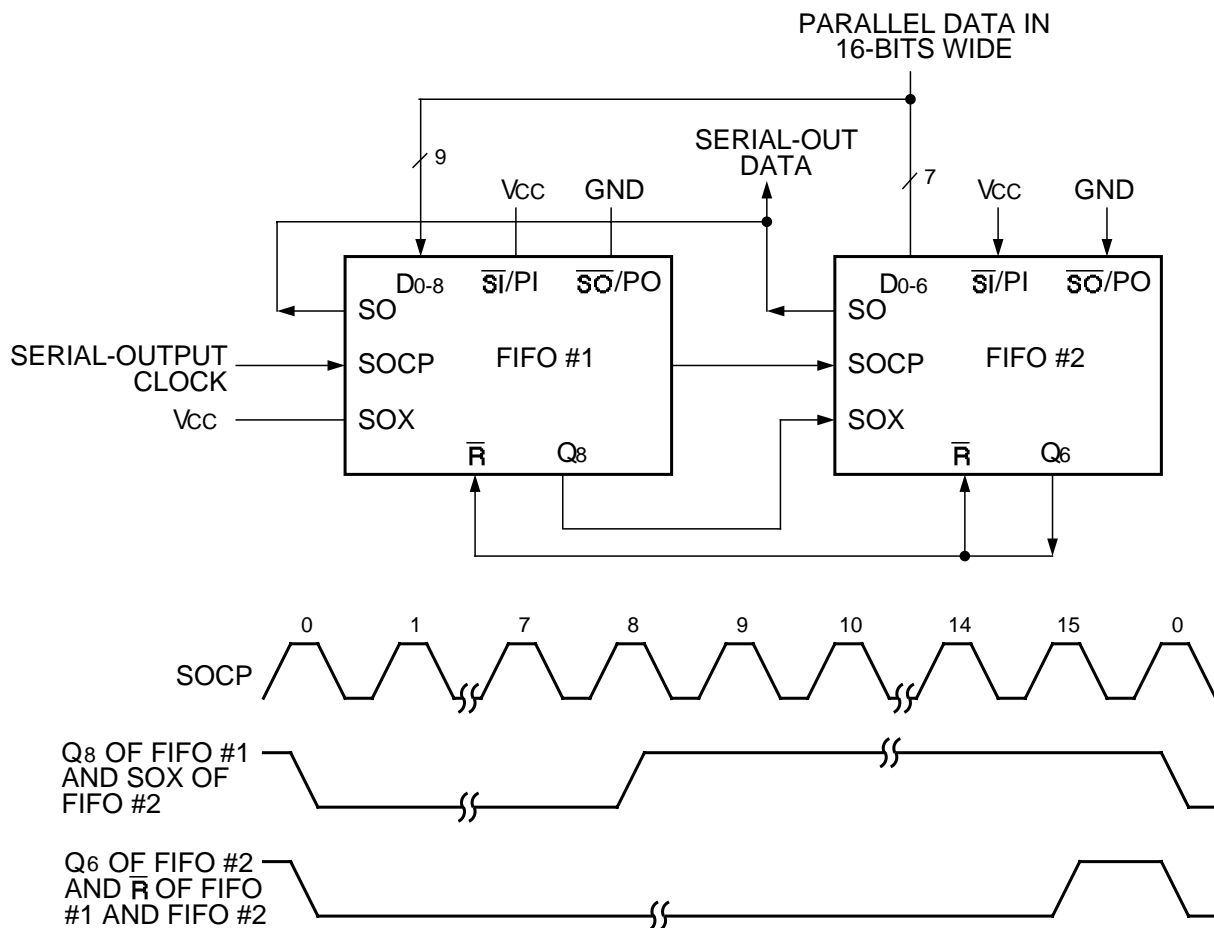 PARALLEL DATA IN
16-BITS WIDE
SERIAL-OUT
DATA
9
7
VCC
GND
VCC
GND
D0-8
SI/PI
SO/PO
D0-6
SI/PI
SO/PO
SO
SO
SERIAL-OUTPUT
CLOCK
SOCP
FIFO #1
SOCP
FIFO #2
VCC
SOX
SOX
R
Q8
R
Q6
0
1
7
8
9
10
14
15
0
SOCP
Q8 OF FIFO #1
AND SOX OF
FIFO #2
Q6 OF FIFO #2
AND R OF FIFO
#1 AND FIFO #2